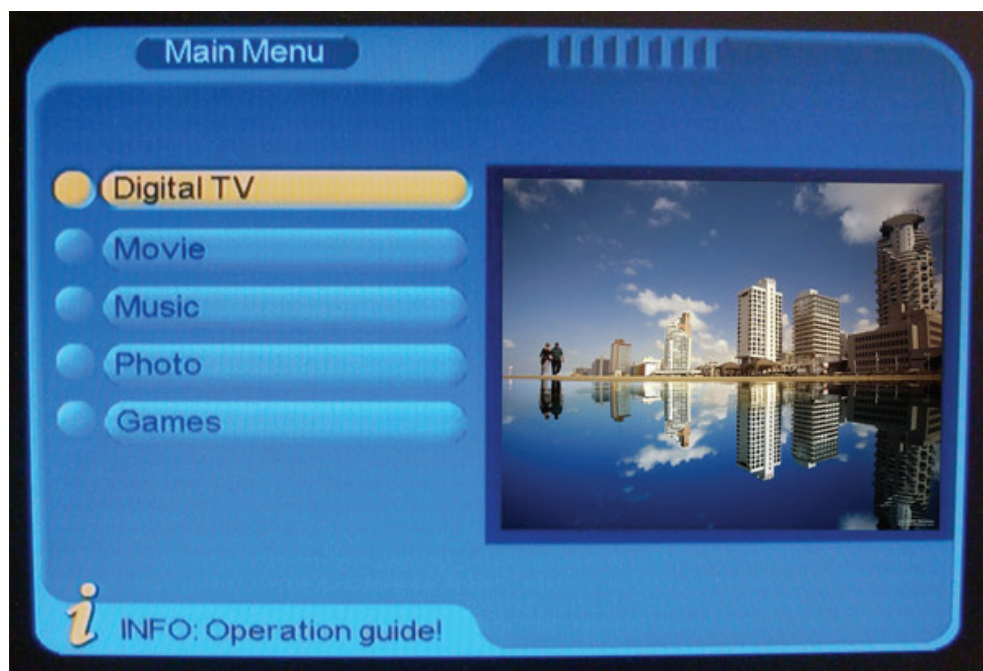 Main Menu
Digital TV
Movie
Music
Photo
Games
INFO: Operation guide!